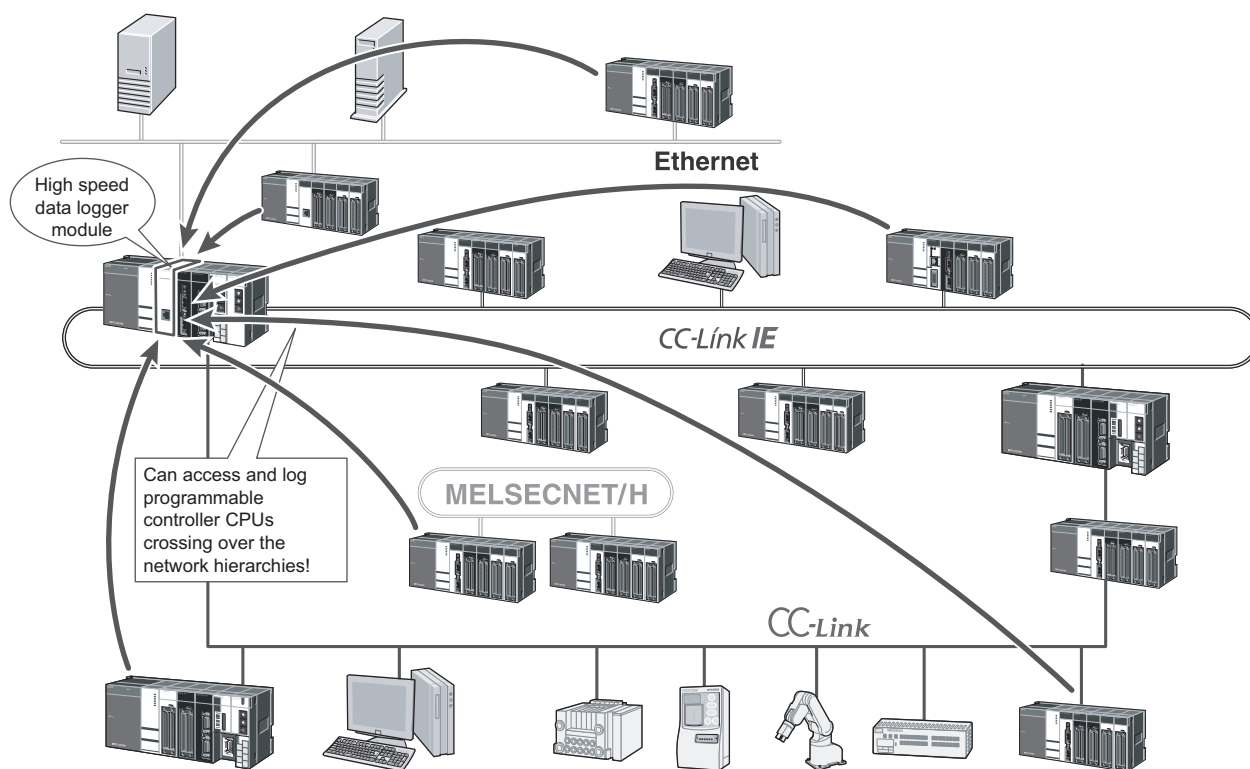 Ethernet
High speed
data logger
module
CC-Link IE
Can access and log
programmable
controller CPUs
crossing over the
network hierarchies!
MELSECNET/H
CC-Link